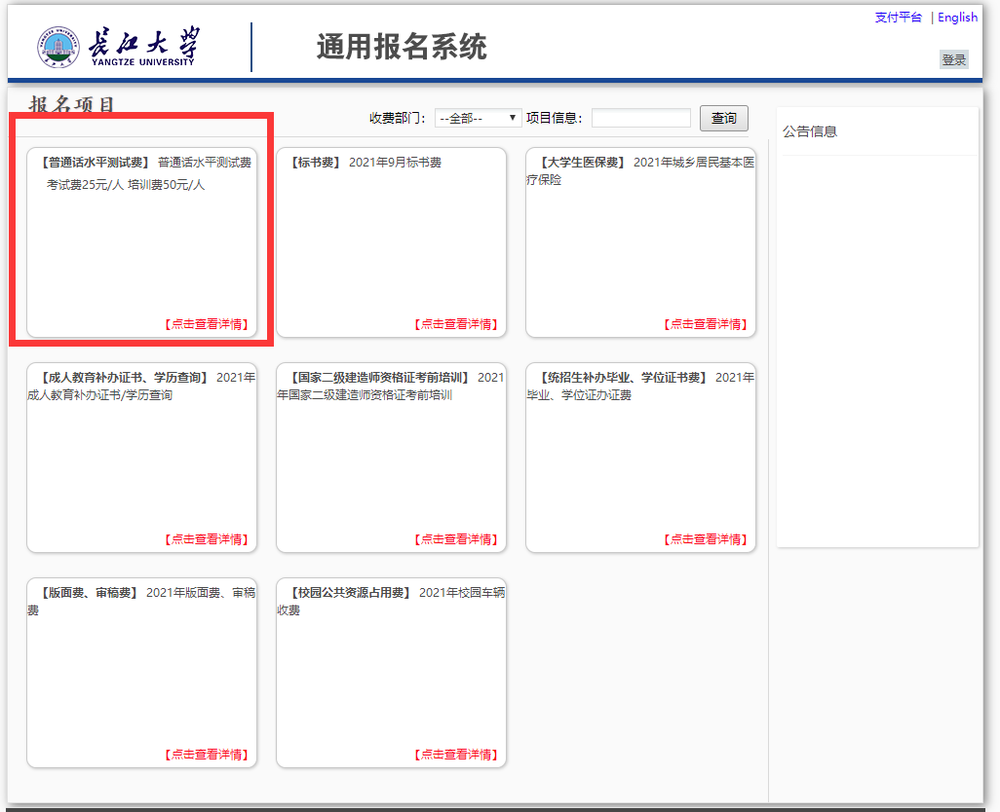 支付平台 | English
长江大学
YANGTZE UNIVERSITY
通用报名系统
登录
报名项目
收费部门： --全部-- 项目信息： 查询
公告信息
【普通话水平测试费】 普通话水平测试费
考试费25元/人 培训费50元/人
【点击查看详情】
【标书费】 2021年9月标书费
【点击查看详情】
【大学生医保费】 2021年城乡居民基本医
疗保险
【点击查看详情】
【成人教育补办证书、学历查询】 2021年
成人教育补办证书/学历查询
【点击查看详情】
【国家二级建造师资格证考前培训】 2021
年国家二级建造师资格证考前培训
【点击查看详情】
【统招生补办毕业、学位证书费】 2021年
毕业、学位证办证费
【点击查看详情】
【版面费、审稿费】 2021年版面费、审稿
费
【点击查看详情】
【校园公共资源占用费】 2021年校园车辆
收费
【点击查看详情】